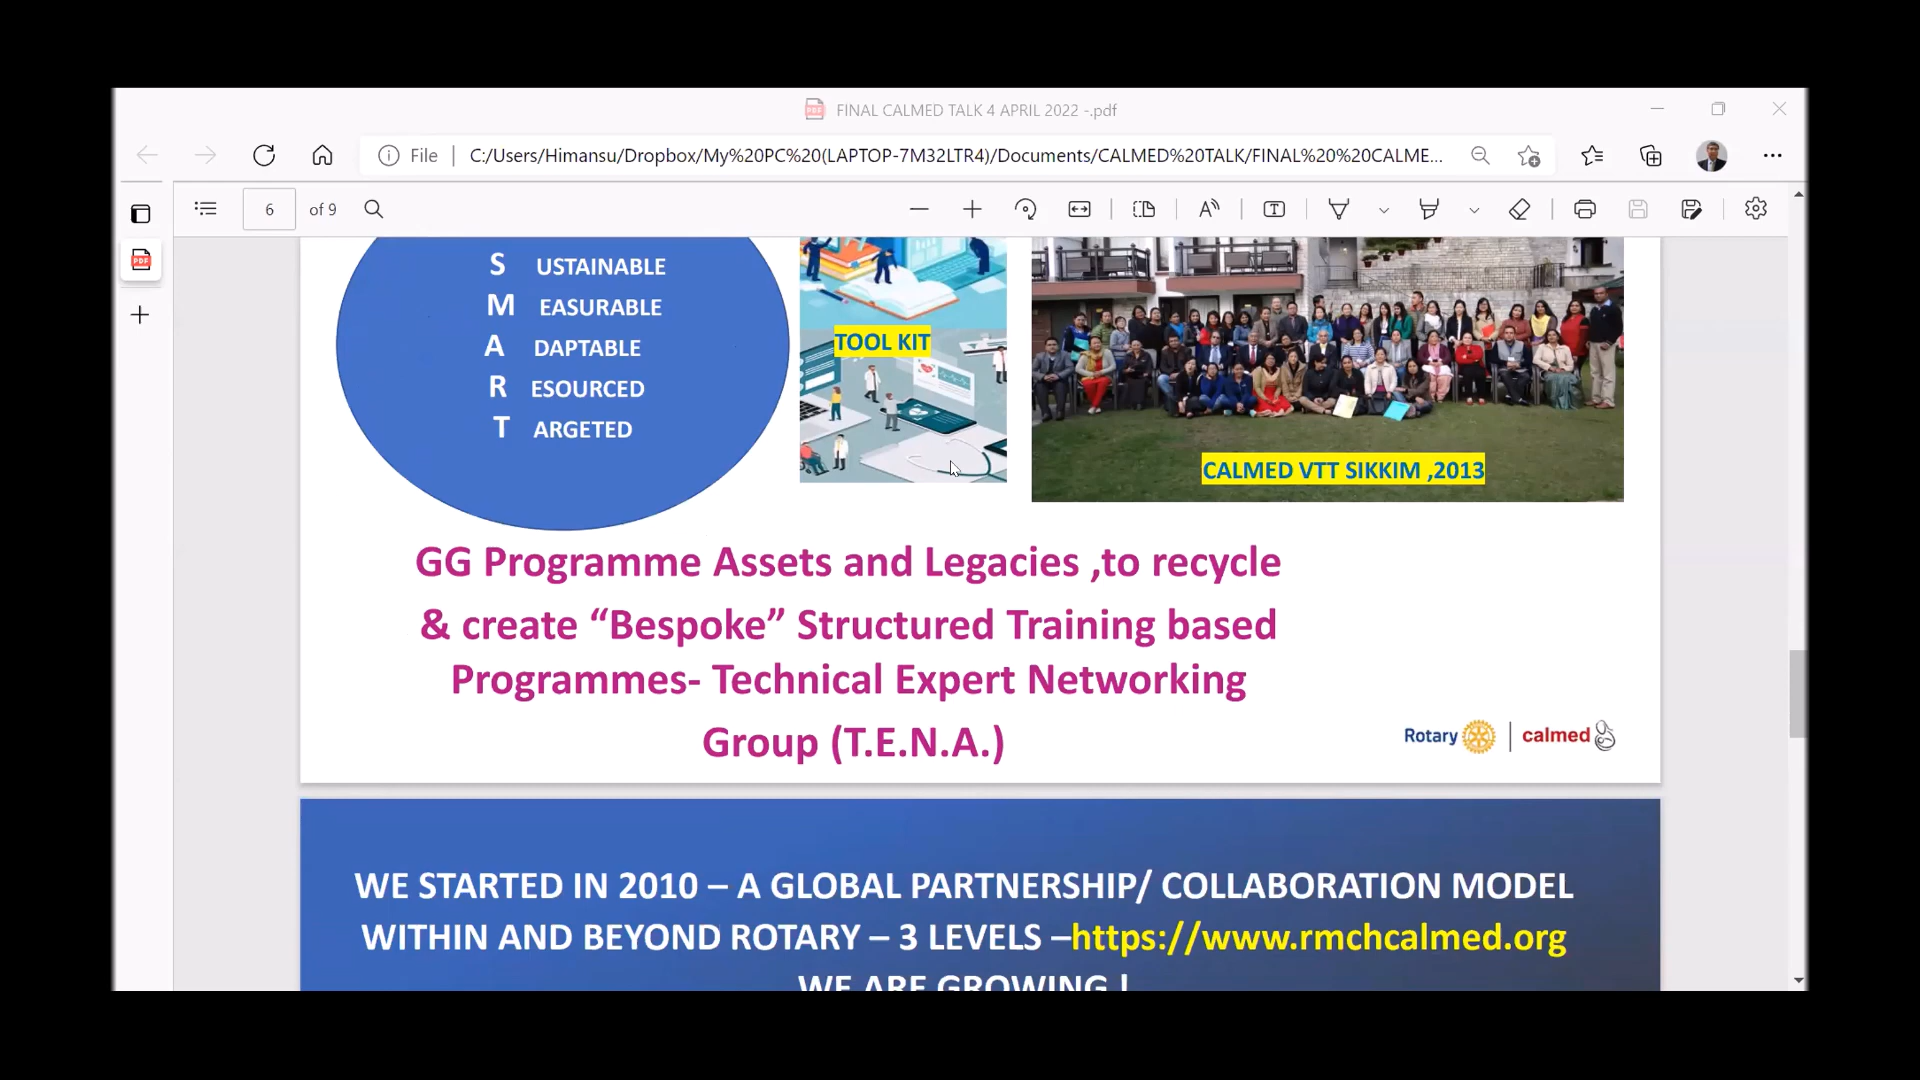 FINAL CALMED TALK 4 APRIL 2022 -.pdf
File
C:/Users/Himansu/Dropbox/My%20PC%20(LAPTOP-7M32LTR4)/Documents/CALMED%20TALK/FINAL%20%20CALME...
6 of 9
S USTAINABLE
M EASURABLE
A DAPTABLE
R ESOURCED
T ARGETED
TOOL KIT
CALMED VTT SIKKIM ,2013
GG Programme Assets and Legacies ,to recycle
& create “Bespoke” Structured Training based
Programmes- Technical Expert Networking
Group (T.E.N.A.)
Rotary | calmed
WE STARTED IN 2010 – A GLOBAL PARTNERSHIP/ COLLABORATION MODEL
WITHIN AND BEYOND ROTARY – 3 LEVELS –https://www.rmchcalmed.org
WE ARE GROWING !